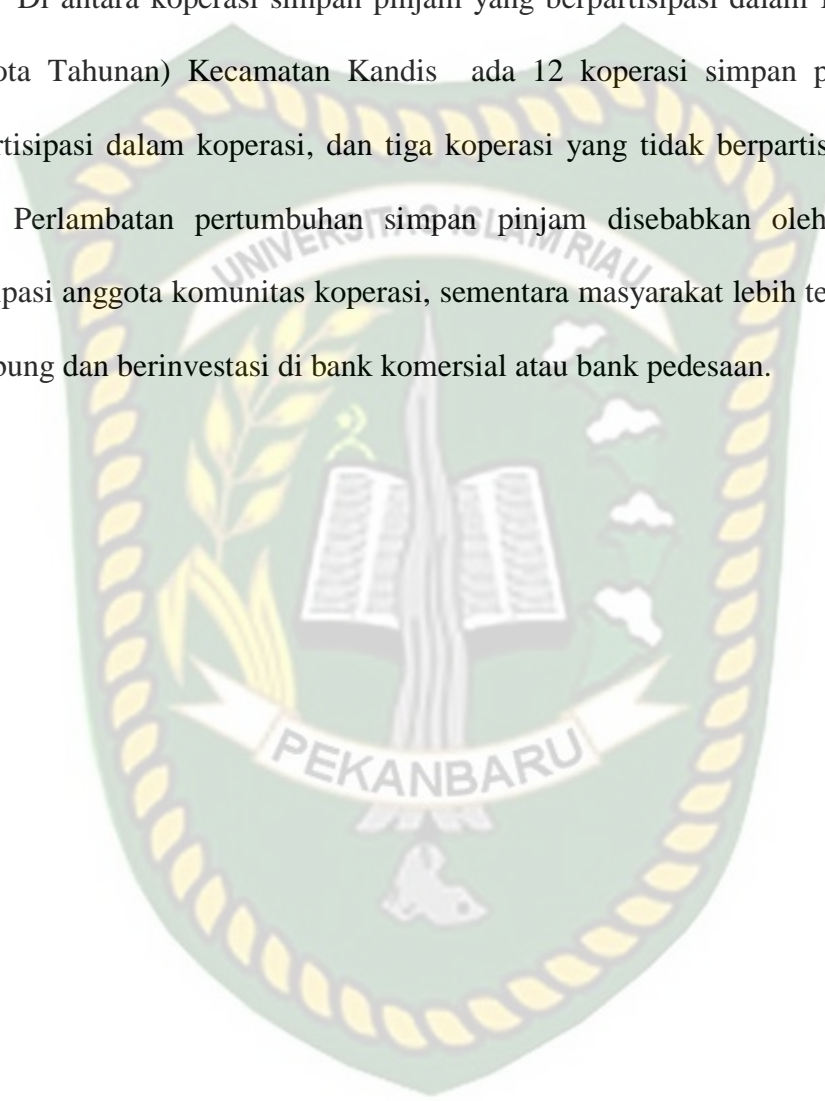 Di antara koperasi simpan pinjam yang berpartisipasi dalam
ota Tahunan) Kecamatan Kandis ada 12 koperasi simpan p
rtisipasi dalam koperasi, dan tiga koperasi yang tidak berpartis
Perlambatan pertumbuhan simpan pinjam disebabkan oleh
ipasi anggota komunitas koperasi, sementara masyarakat lebih te
bung dan berinvestasi di bank komersial atau bank pedesaan.
UNIVERSITAS ISLAM RIAU
PEKANBARU